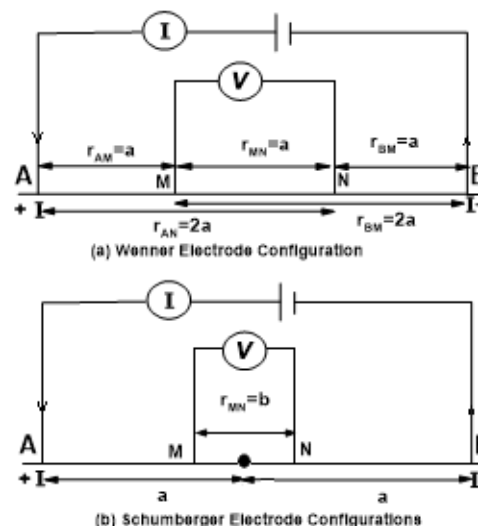 I
V
r_AM=a r_MN=a r_BM=a
A M N B
+ I I-
r_AN=2a r_BM=2a
(a) Wenner Electrode Configuration
I
V
r_MN=b
A M N
+ I I
a a
(b) Schumberger Electrode Configurations